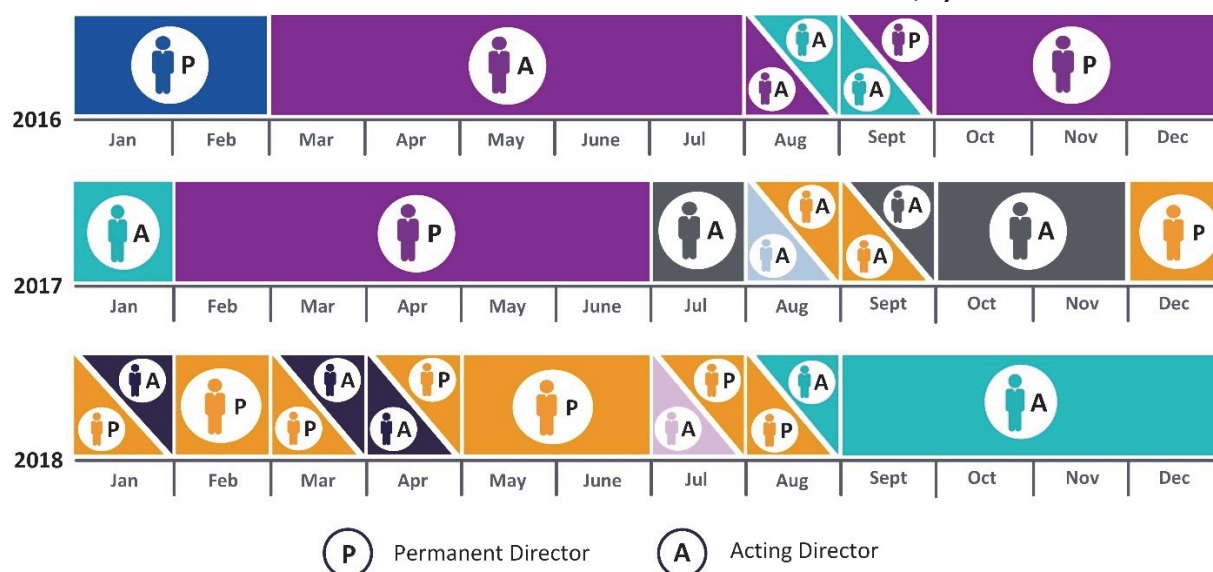 P A A A A P P
2016 Jan Feb Mar Apr May June Jul Aug Sept Oct Nov Dec
A P A A A A A A P
2017 Jan Feb Mar Apr May June Jul Aug Sept Oct Nov Dec
P A P P A A P P A P P A A
2018 Jan Feb Mar Apr May June Jul Aug Sept Oct Nov Dec
P Permanent Director A Acting Director